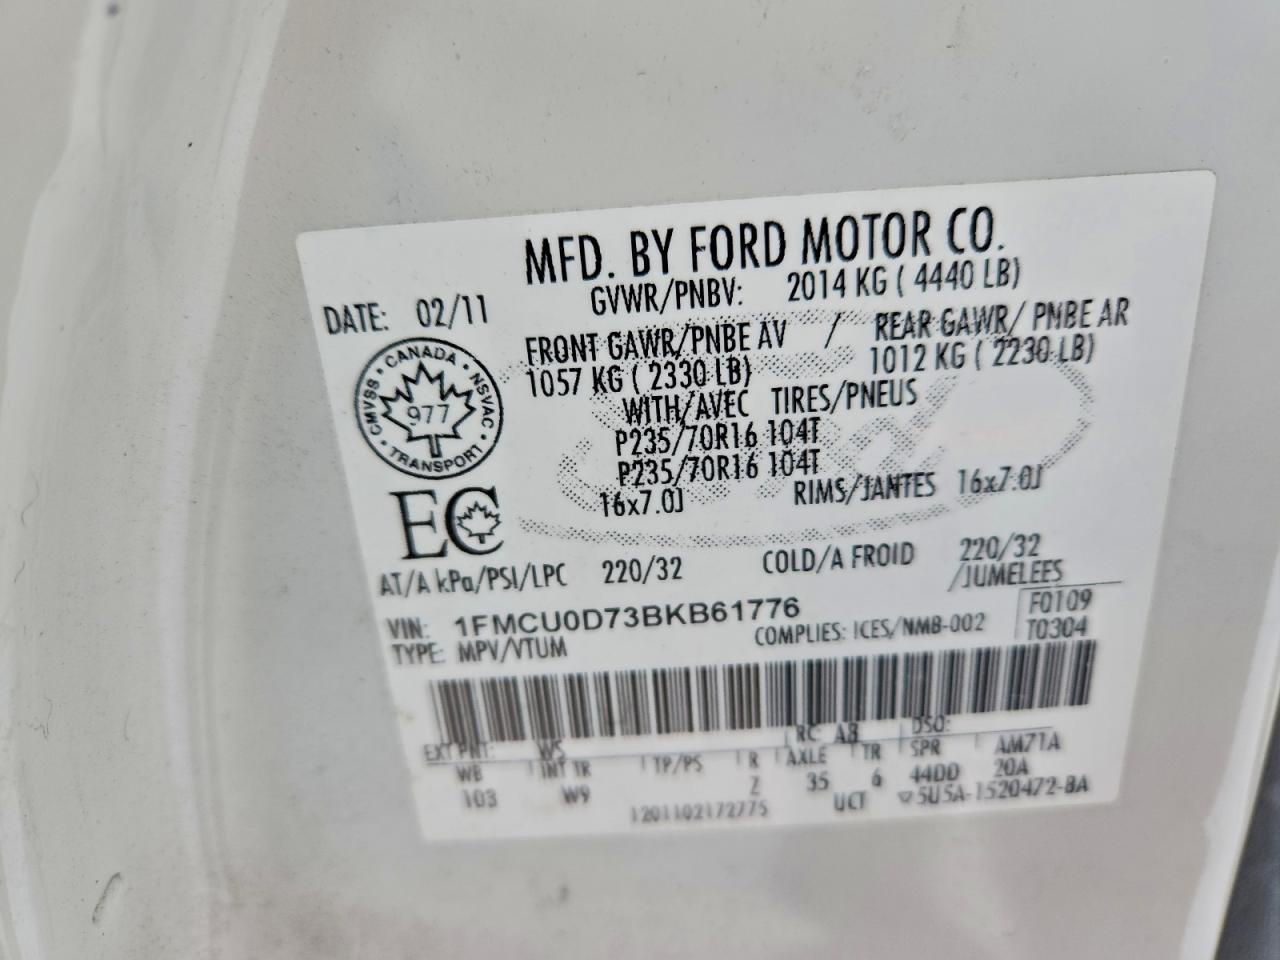 MFD. BY FORD MOTOR CO.
DATE: 02/11
GVWR/PNBV: 2014 KG ( 4440 LB)
FRONT GAWR/PNBE AV / REAR GAWR/ PNBE AR
1057 KG ( 2330 LB) 1012 KG ( 2230 LB)
WITH/AVEC TIRES/PNEUS
P235/70R16 104T
P235/70R16 104T
16x7.0J RIMS/JANTES 16x7.0J
CANADA
CMVSS NSVAC
977
TRANSPORT
EC
AT/A kPa/PSI/LPC 220/32 COLD/A FROID 220/32
/JUMELEES
VIN: 1FMCU0D73BKB61776
F0109
TYPE: MPV/VTUM COMPLIES: ICES/NMB-002
T0304
EXT PNT: WS RC: AB DSO:
WB INT TR TP/PS R AXLE TR SPR AM71A
103 W9 2 35 6 44DD 20A
1201102172775 UCT 5U5A-1520472-BA